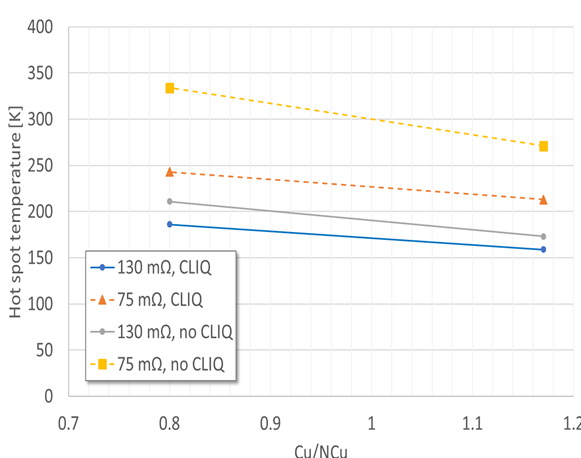 400
350
300
250
200
150
100
50
0
Hot spot temperature [K]
130 mΩ, CLIQ
75 mΩ, CLIQ
130 mΩ, no CLIQ
75 mΩ, no CLIQ
0.7 0.8 0.9 1 1.1 1.2
Cu/NCu